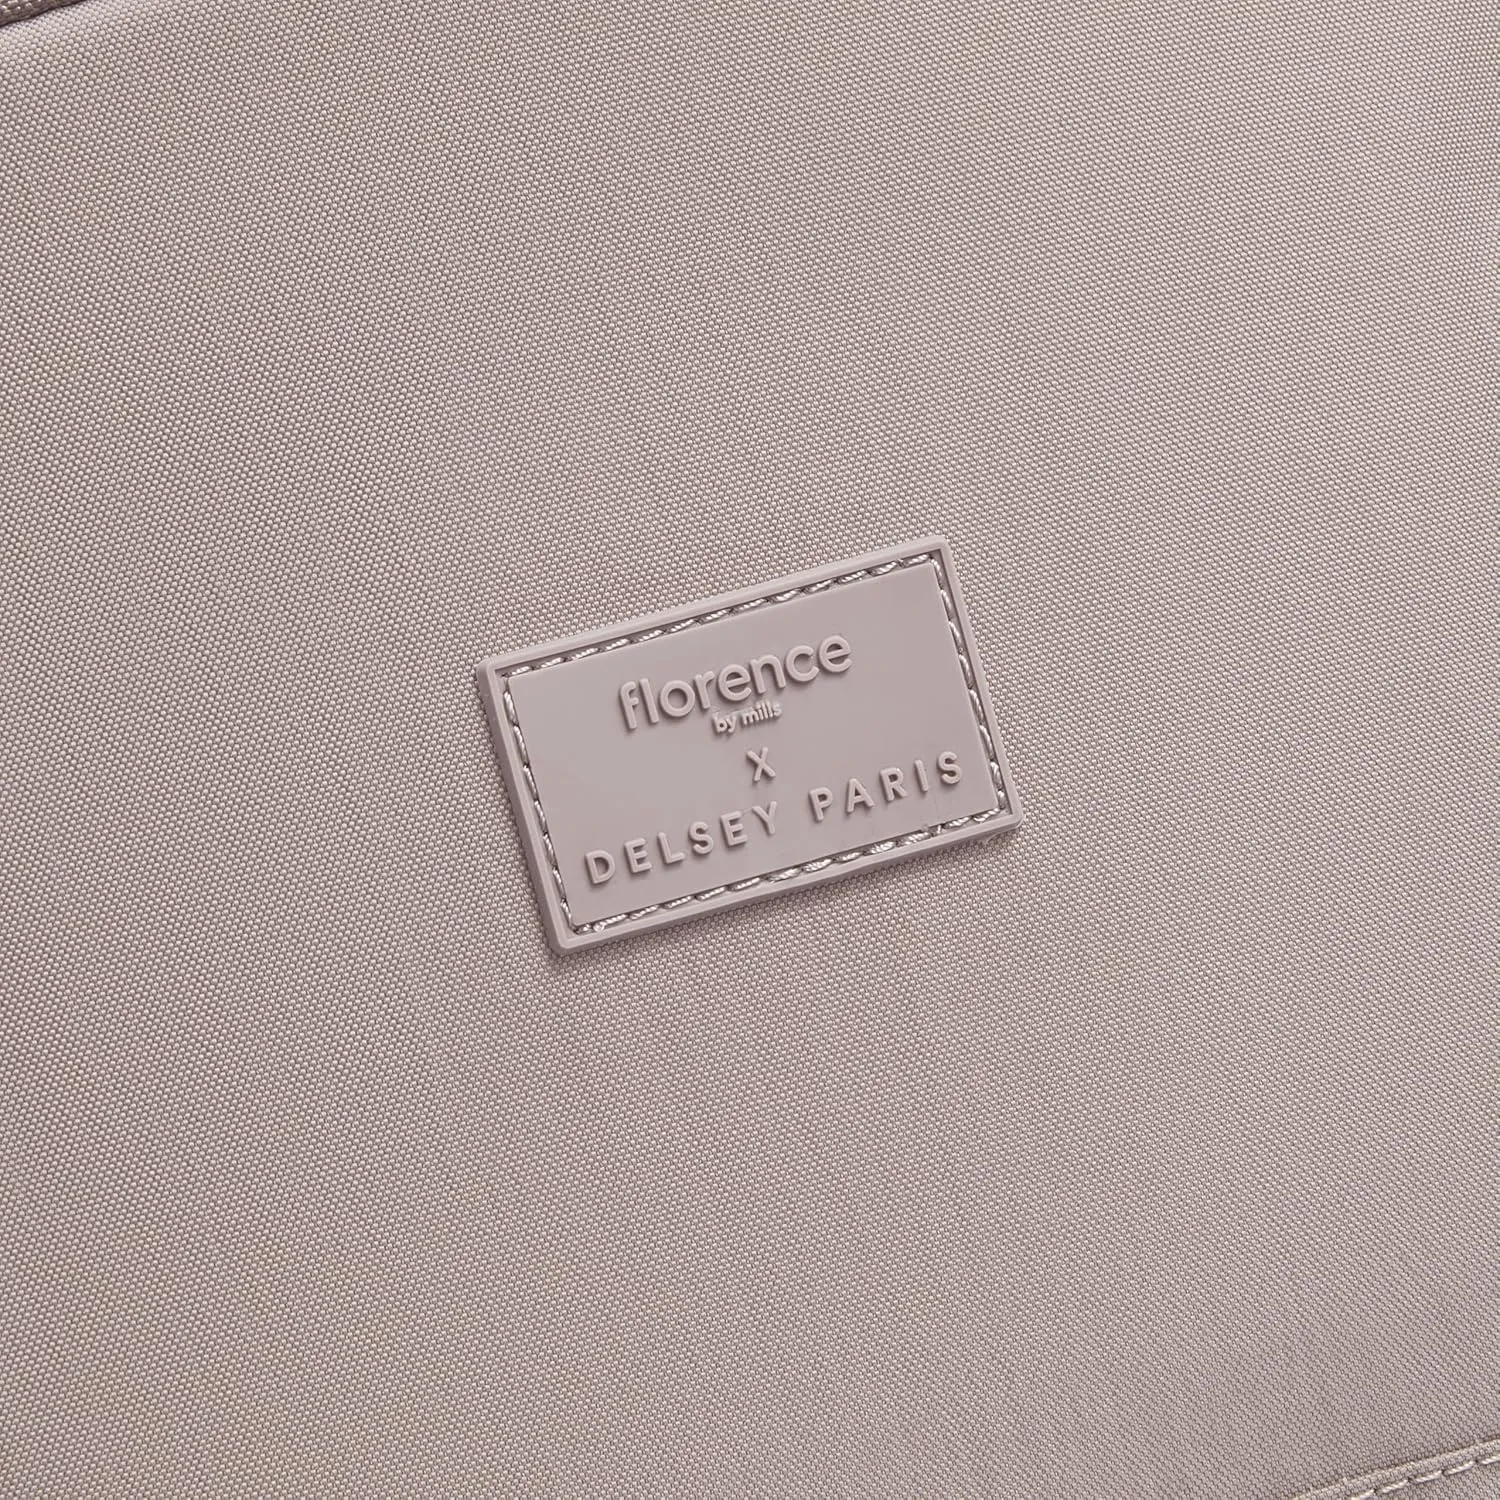 florence
by mills
X
DELSEY PARIS